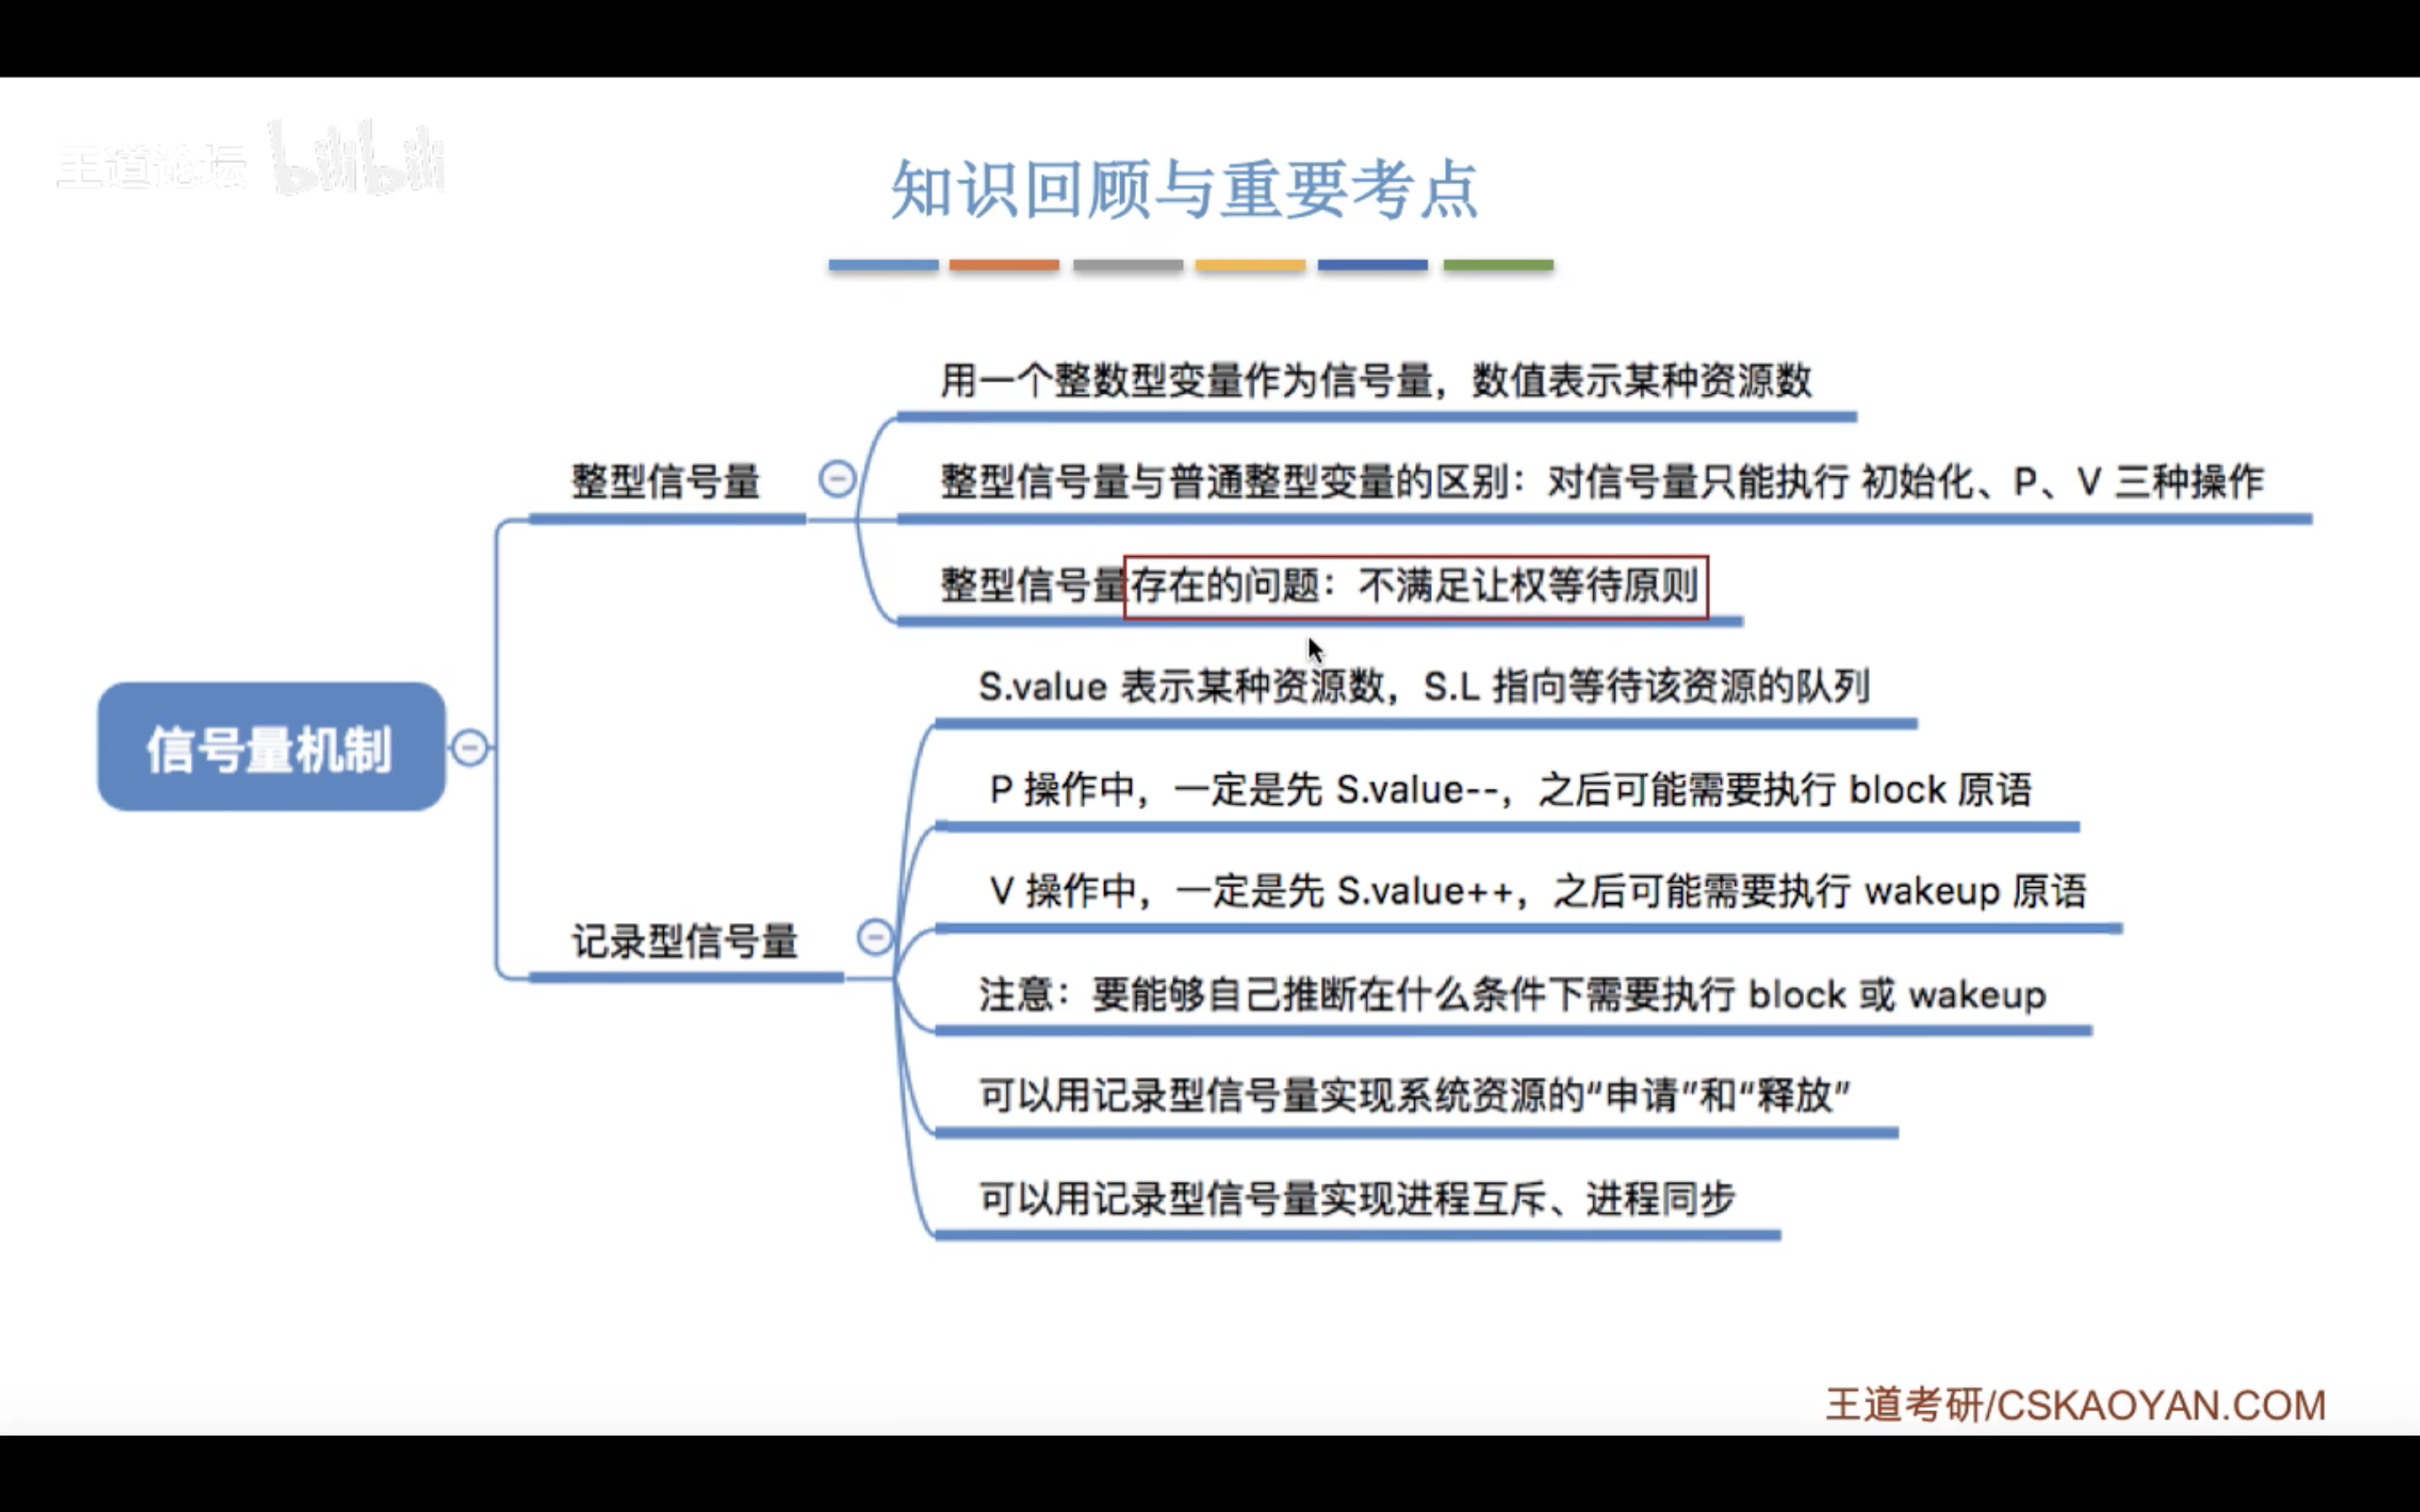 王道论坛 bilibili
知识回顾与重要考点
用一个整数型变量作为信号量，数值表示某种资源数
整型信号量
整型信号量与普通整型变量的区别：对信号量只能执行 初始化、P、V 三种操作
整型信号量存在的问题：不满足让权等待原则
信号量机制
S.value 表示某种资源数，S.L 指向等待该资源的队列
P 操作中，一定是先 S.value--，之后可能需要执行 block 原语
V 操作中，一定是先 S.value++，之后可能需要执行 wakeup 原语
记录型信号量
注意：要能够自己推断在什么条件下需要执行 block 或 wakeup
可以用记录型信号量实现系统资源的“申请”和“释放”
可以用记录型信号量实现进程互斥、进程同步
王道考研/CSKAOYAN.COM